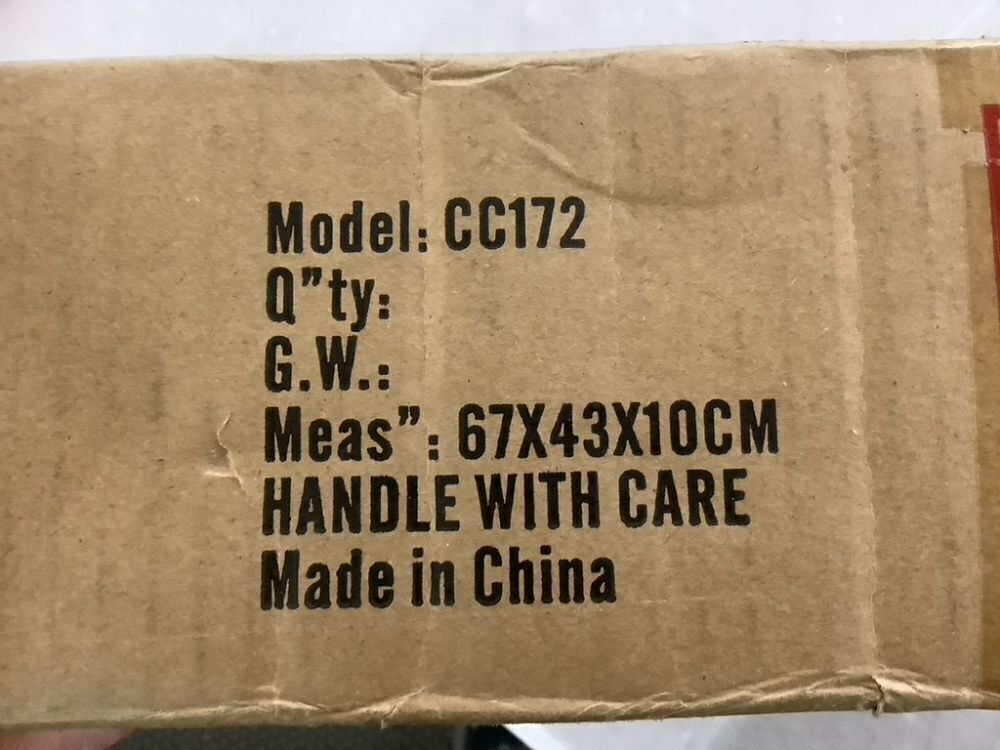 Model: CC172
Q”ty:
G.W.:
Meas”: 67X43X10CM
HANDLE WITH CARE
Made in China